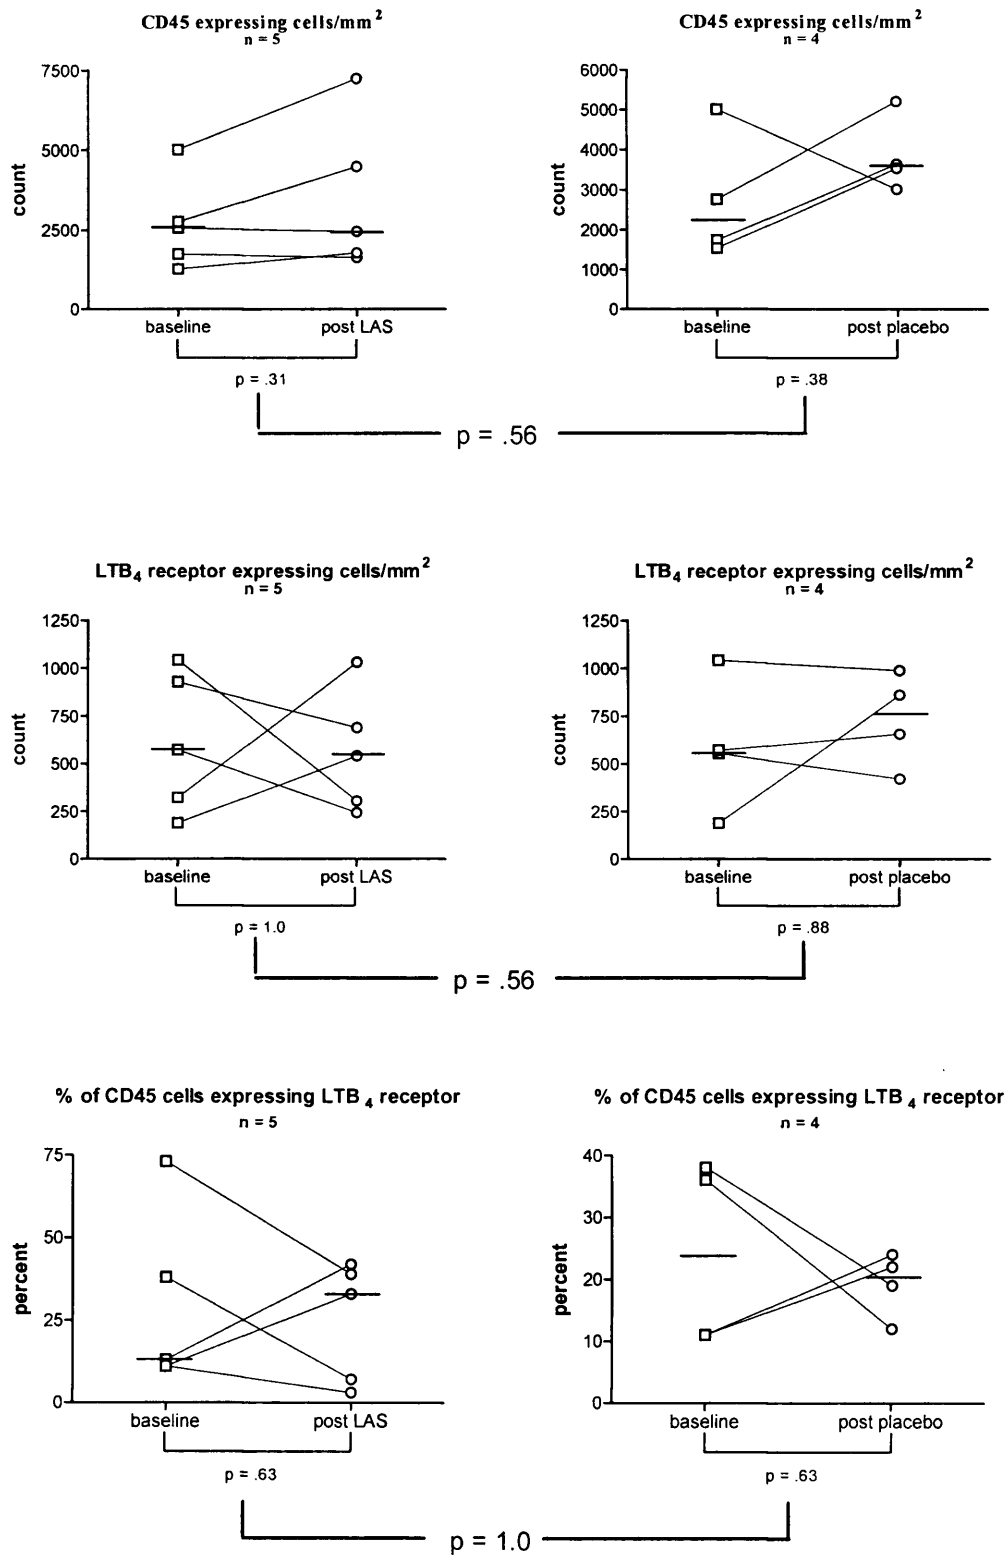 CD45 expressing cells/mm²
n = 5
7500
5000
2500
0
count
baseline
post LAS
p = .31
CD45 expressing cells/mm²
n = 4
6000
5000
4000
3000
2000
1000
0
count
baseline
post placebo
p = .38
p = .56
LTB₄ receptor expressing cells/mm²
n = 5
1250
1000
750
500
250
0
count
baseline
post LAS
p = 1.0
LTB₄ receptor expressing cells/mm²
n = 4
1250
1000
750
500
250
0
count
baseline
post placebo
p = .88
p = .56
% of CD45 cells expressing LTB ₄ receptor
n = 5
75
50
25
0
percent
baseline
post LAS
p = .63
% of CD45 cells expressing LTB ₄ receptor
n = 4
40
30
20
10
0
percent
baseline
post placebo
p = .63
p = 1.0